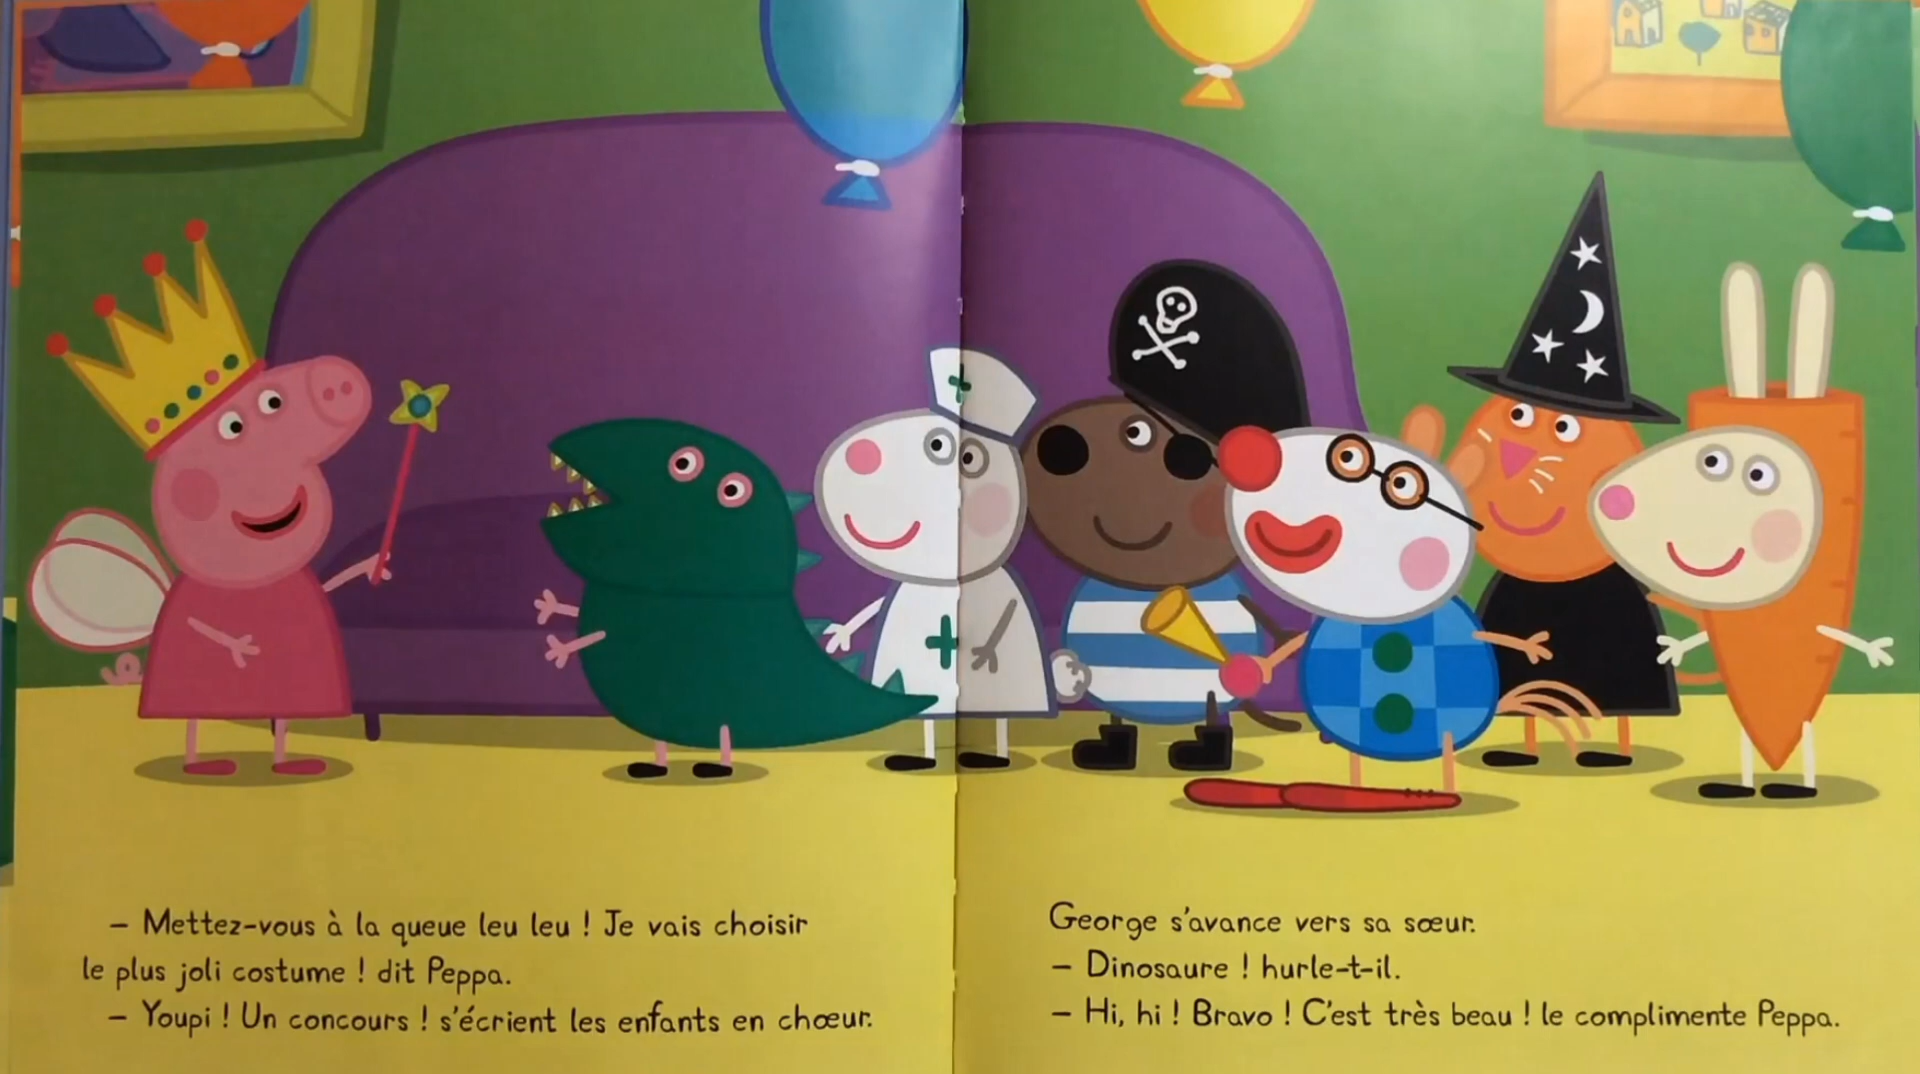 – Mettez-vous à la queue leu leu ! Je vais choisir
le plus joli costume ! dit Peppa.
– Youpi ! Un concours ! s'écrient les enfants en chœur.
George s'avance vers sa sœur.
– Dinosaure ! hurle-t-il.
– Hi, hi ! Bravo ! C'est très beau ! le complimente Peppa.